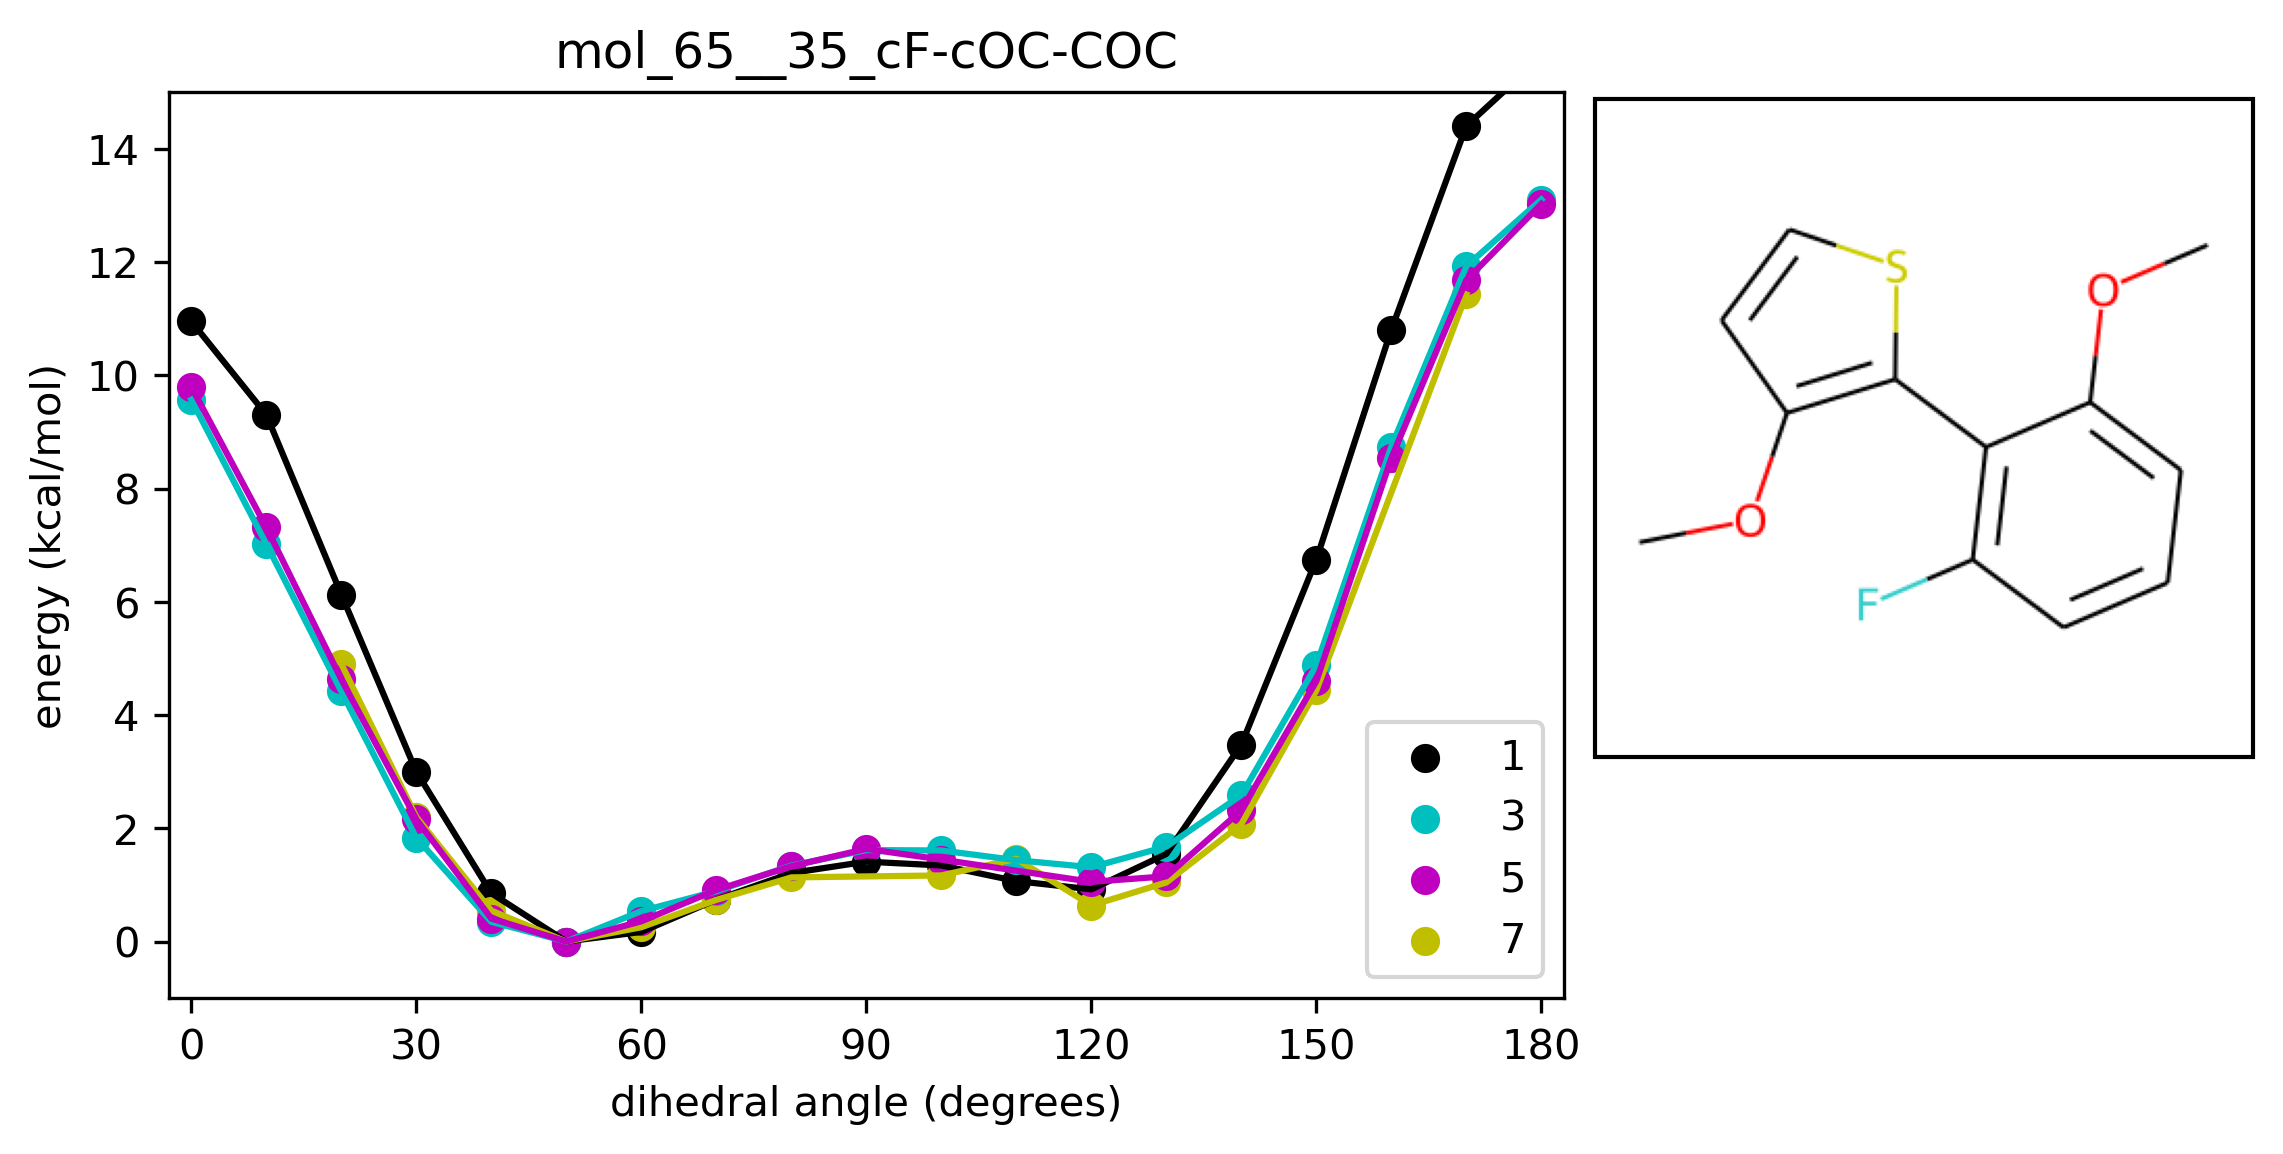 mol_65__35_cF-cOC-COC
energy (kcal/mol)
14
12
10
8
6
4
2
0
0 30 60 90 120 150 180
dihedral angle (degrees)
1
3
5
7
S
O
O
F